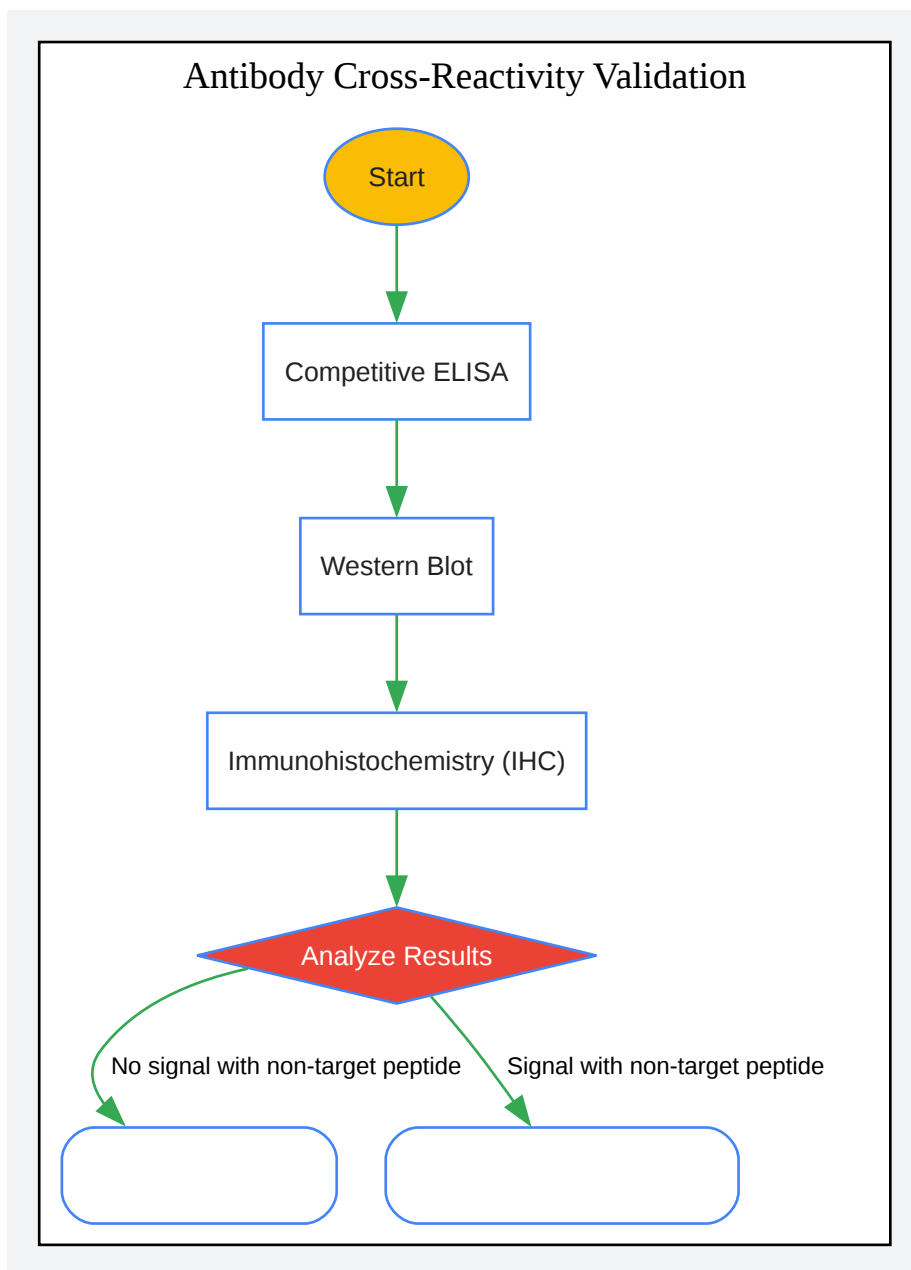 Antibody Cross-Reactivity Validation
Start
Competitive ELISA
Western Blot
Immunohistochemistry (IHC)
Analyze Results
No signal with non-target peptide
Signal with non-target peptide